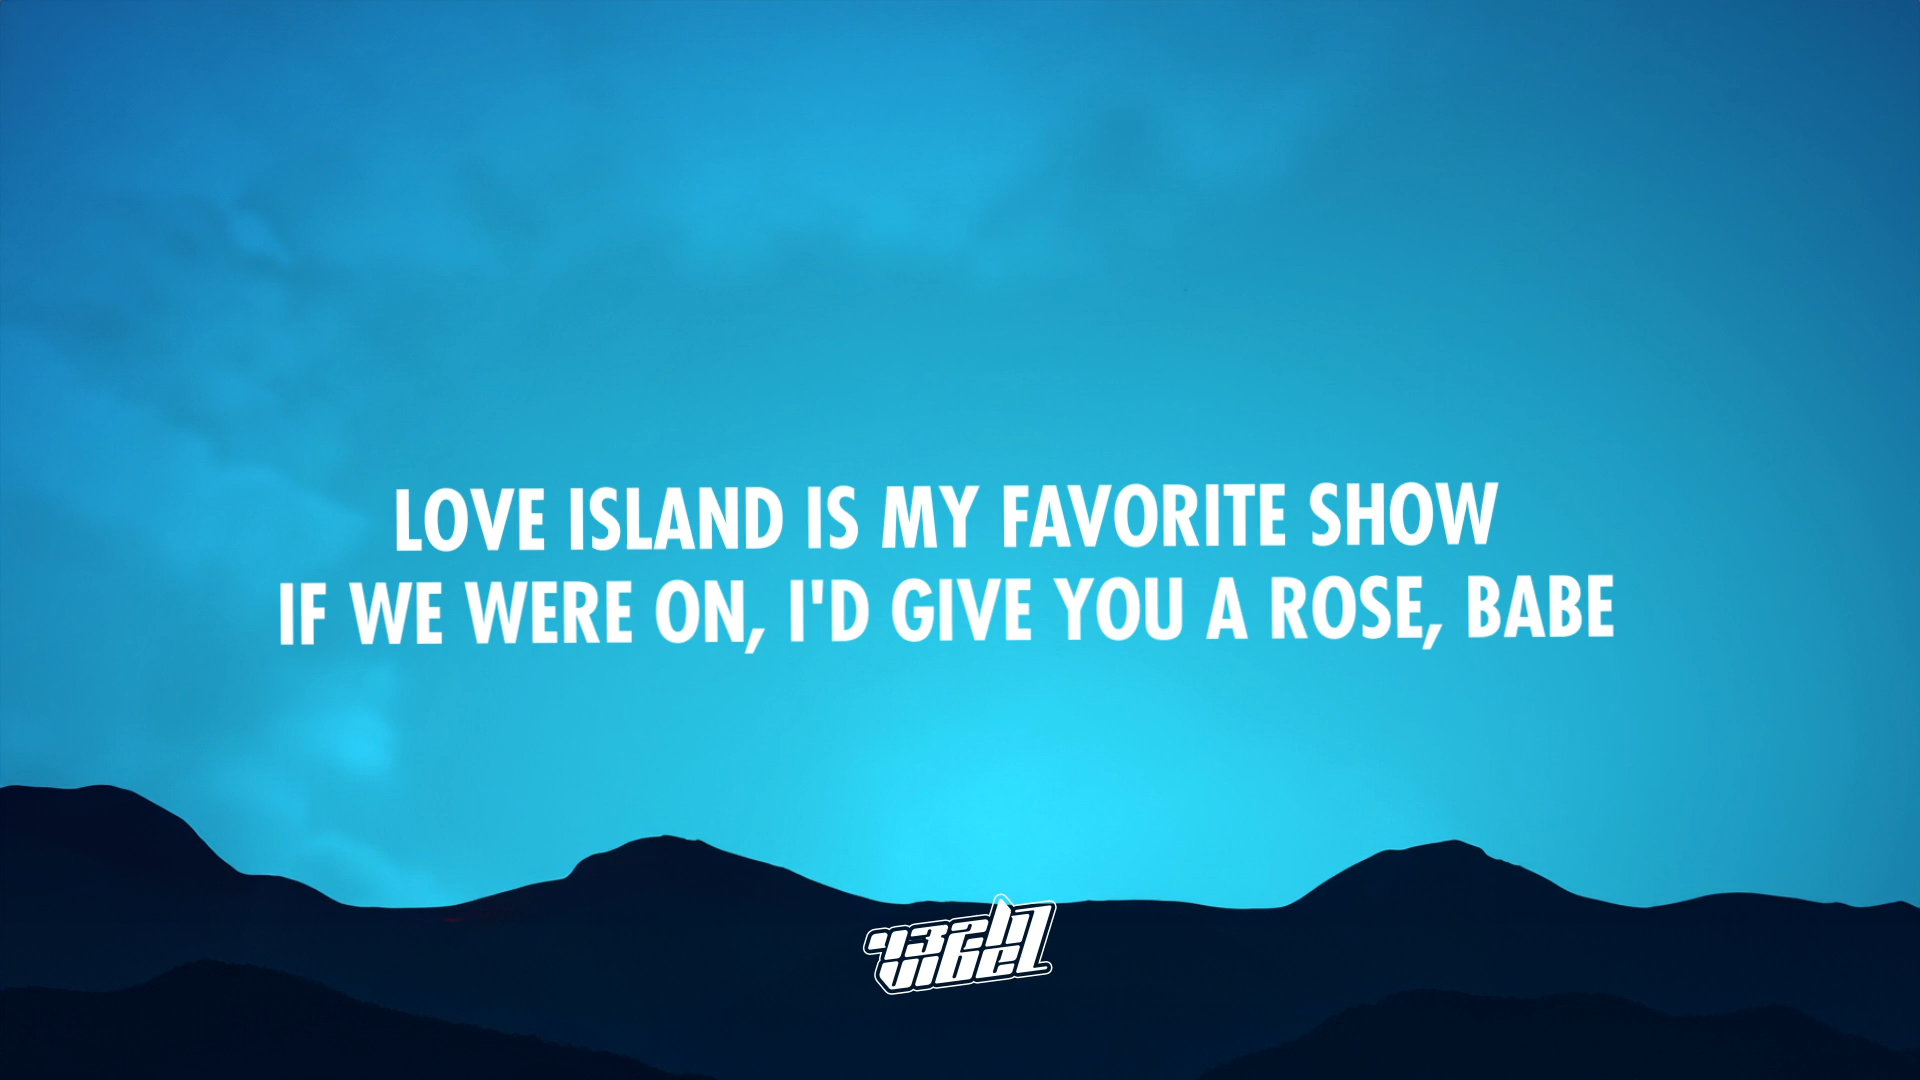 LOVE ISLAND IS MY FAVORITE SHOW
IF WE WERE ON, I'D GIVE YOU A ROSE, BABE